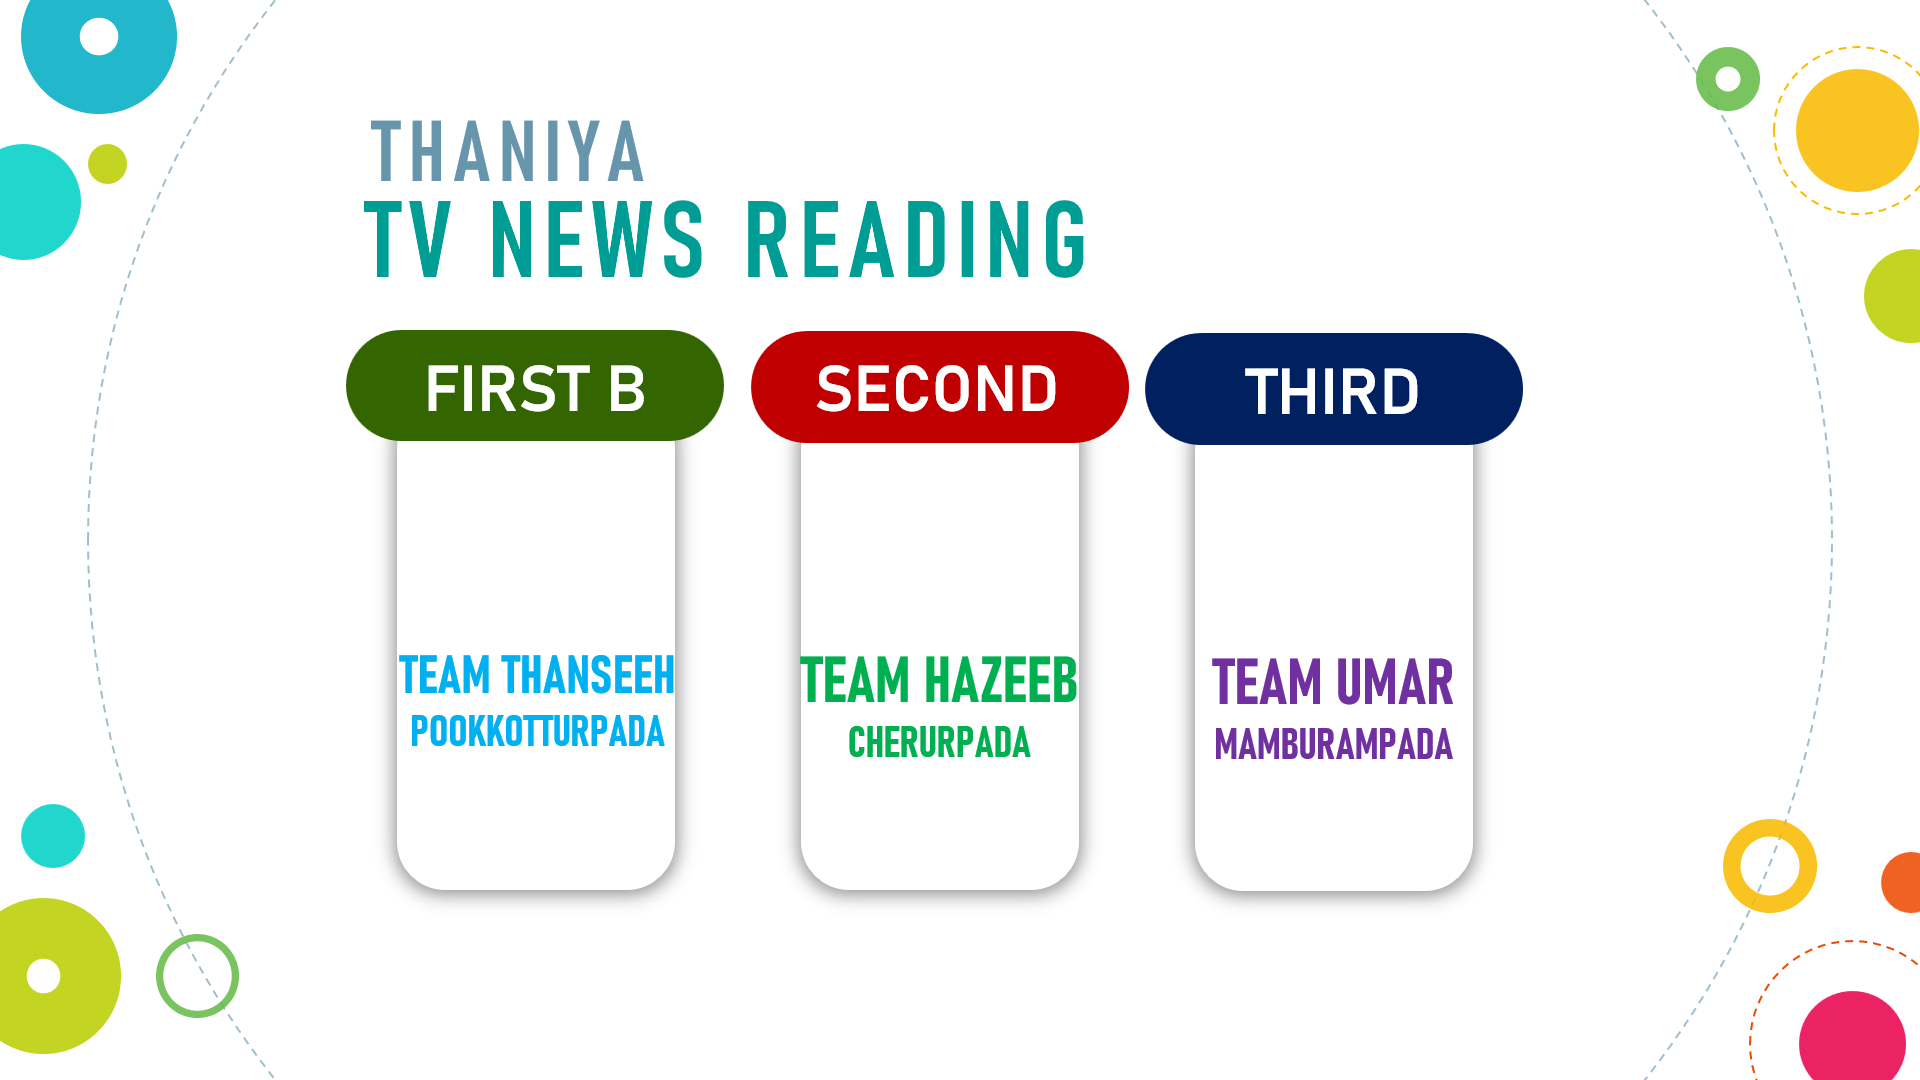 THANIYA
TV NEWS READING
FIRST B
TEAM THANSEEH
POOKKOTTURPADA
SECOND
TEAM HAZEEB
CHERURPADA
THIRD
TEAM UMAR
MAMBURAMPADA